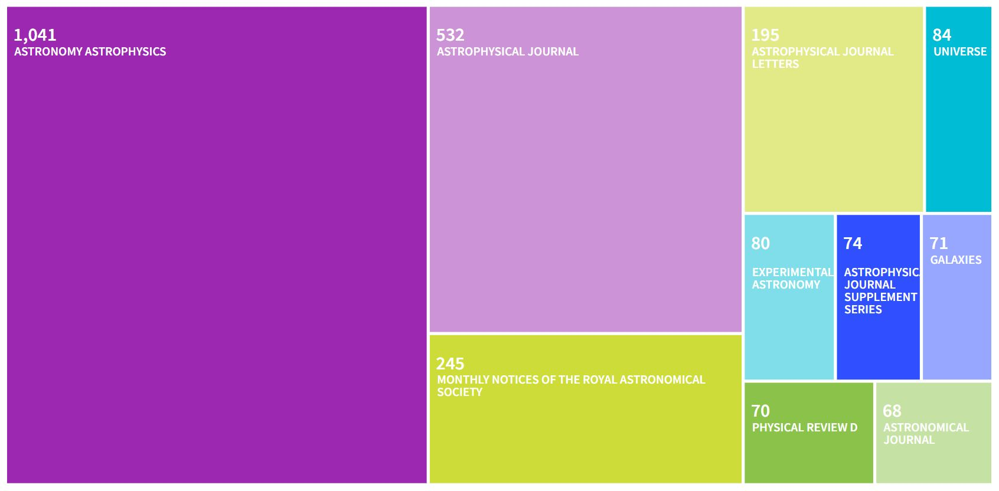 1,041
ASTRONOMY ASTROPHYSICS
532
ASTROPHYSICAL JOURNAL
245
MONTHLY NOTICES OF THE ROYAL ASTRONOMICAL
SOCIETY
195
ASTROPHYSICAL JOURNAL
LETTERS
84
UNIVERSE
80
EXPERIMENTAL
ASTRONOMY
74
ASTROPHYSICA
JOURNAL
SUPPLEMENT
SERIES
71
GALAXIES
70
PHYSICAL REVIEW D
68
ASTRONOMICAL
JOURNAL